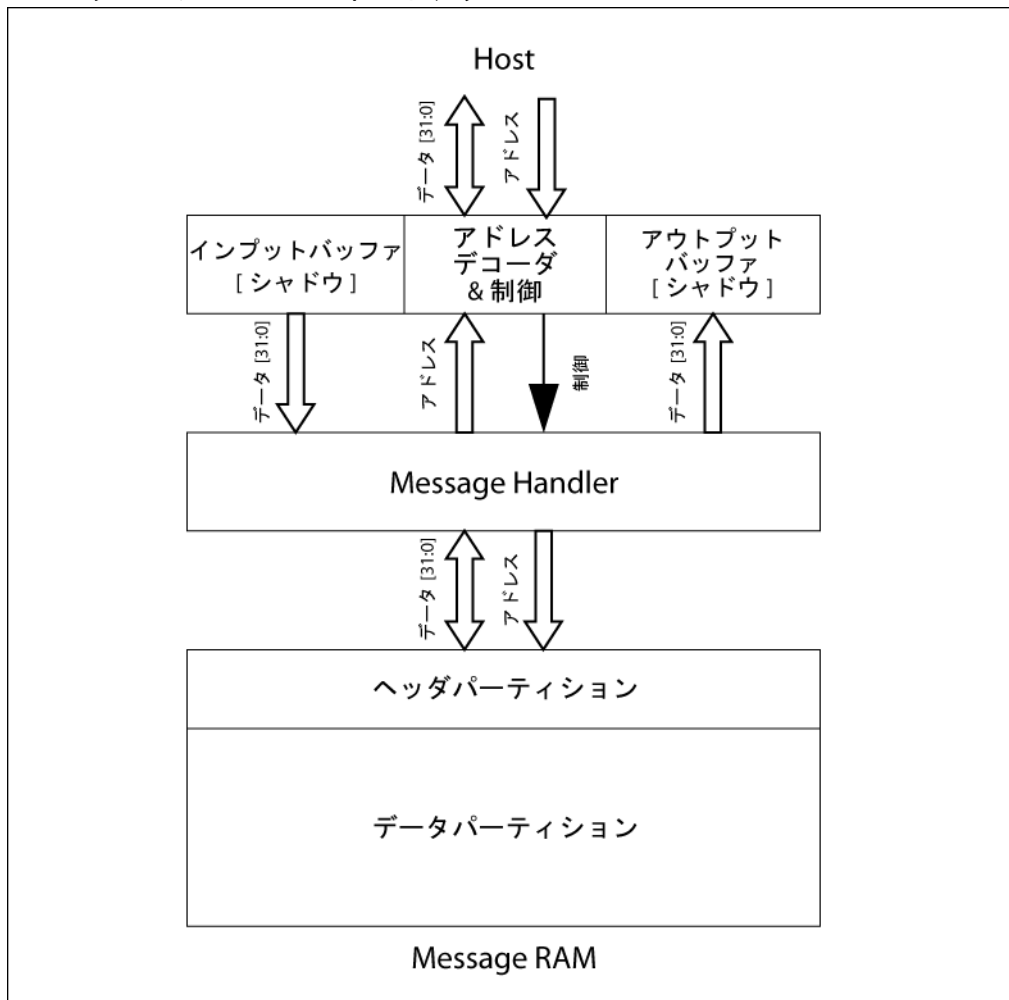 Host
データ [31:0]
アドレス
インプットバッファ
[ シャドウ ]
アドレス
デコーダ
& 制御
アウトプット
バッファ
[ シャドウ ]
データ [31:0]
アドレス
制御
データ [31:0]
Message Handler
データ [31:0]
アドレス
ヘッダパーティション
データパーティション
Message RAM